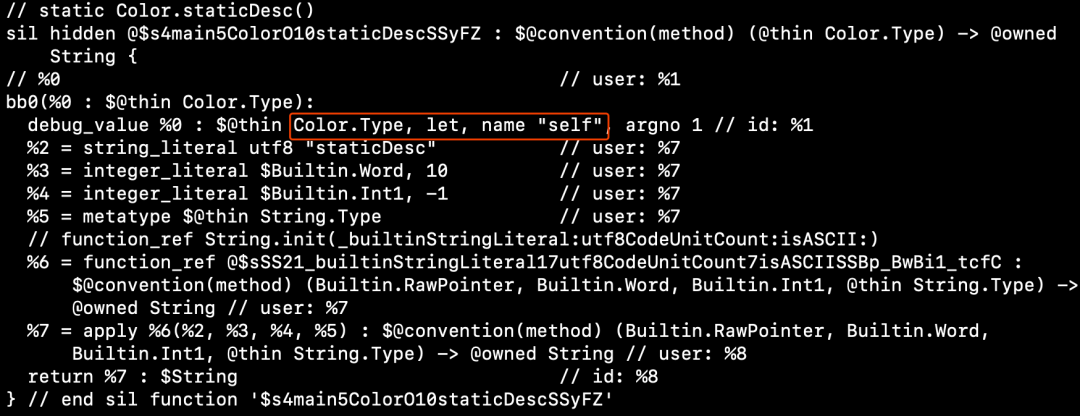 // static Color.staticDesc()
sil hidden @$s4main5ColorO10staticDescSSyFZ : $@convention(method) (@thin Color.Type) -> @owned
String {
// %0 // user: %1
bb0(%0 : $@thin Color.Type):
debug_value %0 : $@thin Color.Type, let, name "self", argno 1 // id: %1
%2 = string_literal utf8 "staticDesc" // user: %7
%3 = integer_literal $Builtin.Word, 10 // user: %7
%4 = integer_literal $Builtin.Int1, -1 // user: %7
%5 = metatype $@thin String.Type // user: %7
// function_ref String.init(_builtinStringLiteral:utf8CodeUnitCount:isASCII:)
%6 = function_ref @$sSS21_builtinStringLiteral17utf8CodeUnitCount7isASCIISSBp_BwBi1_tcfC :
$@convention(method) (Builtin.RawPointer, Builtin.Word, Builtin.Int1, @thin String.Type) ->
@owned String // user: %7
%7 = apply %6(%2, %3, %4, %5) : $@convention(method) (Builtin.RawPointer, Builtin.Word,
Builtin.Int1, @thin String.Type) -> @owned String // user: %8
return %7 : $String // id: %8
} // end sil function '$s4main5ColorO10staticDescSSyFZ'